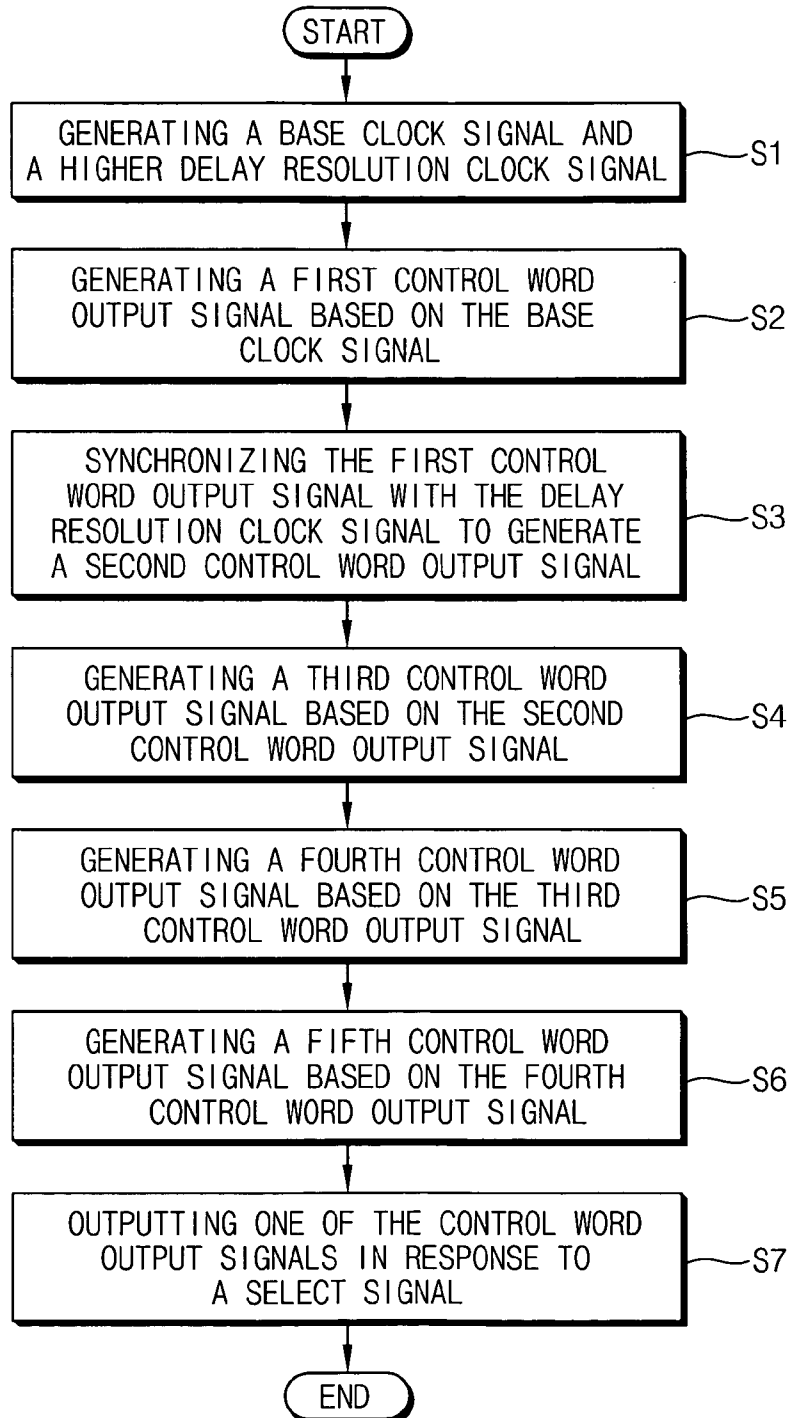 START
GENERATING A BASE CLOCK SIGNAL AND
A HIGHER DELAY RESOLUTION CLOCK SIGNAL
S1
GENERATING A FIRST CONTROL WORD
OUTPUT SIGNAL BASED ON THE BASE
CLOCK SIGNAL
S2
SYNCHRONIZING THE FIRST CONTROL
WORD OUTPUT SIGNAL WITH THE DELAY
RESOLUTION CLOCK SIGNAL TO GENERATE
A SECOND CONTROL WORD OUTPUT SIGNAL
S3
GENERATING A THIRD CONTROL WORD
OUTPUT SIGNAL BASED ON THE SECOND
CONTROL WORD OUTPUT SIGNAL
S4
GENERATING A FOURTH CONTROL WORD
OUTPUT SIGNAL BASED ON THE THIRD
CONTROL WORD OUTPUT SIGNAL
S5
GENERATING A FIFTH CONTROL WORD
OUTPUT SIGNAL BASED ON THE FOURTH
CONTROL WORD OUTPUT SIGNAL
S6
OUTPUTTING ONE OF THE CONTROL WORD
OUTPUT SIGNALS IN RESPONSE TO
A SELECT SIGNAL
S7
END